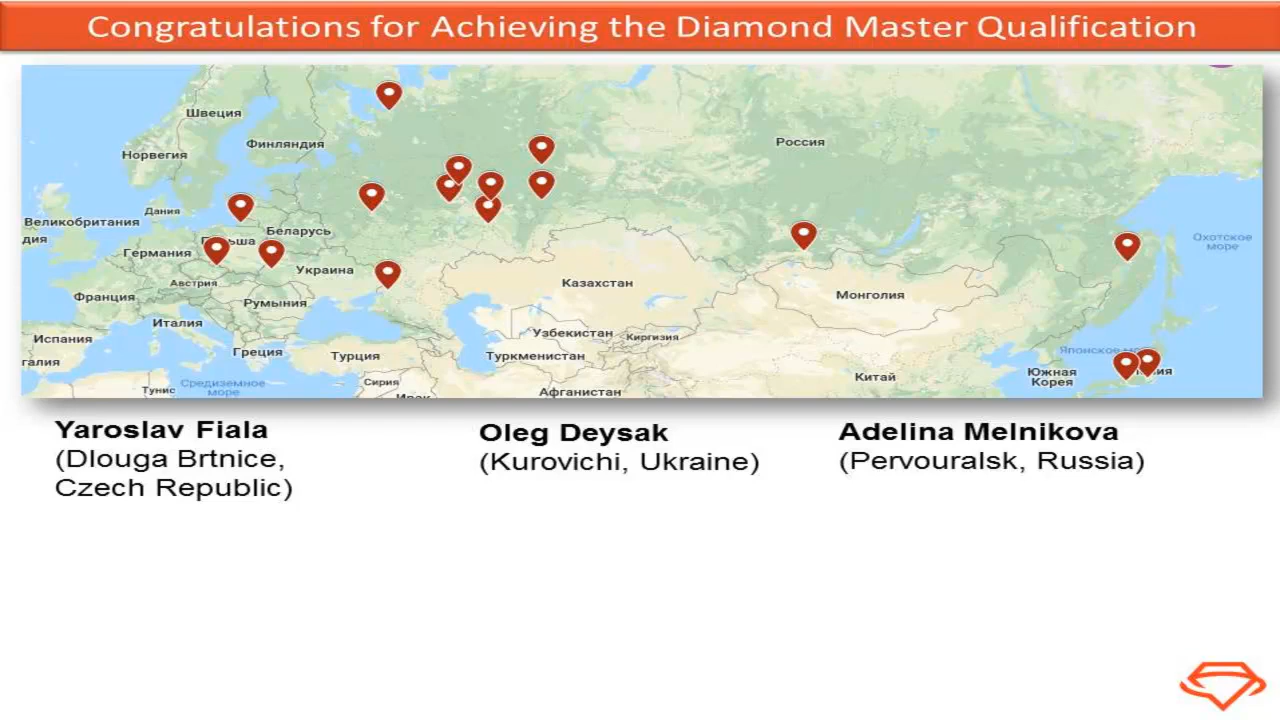 Congratulations for Achieving the Diamond Master Qualification
Швеция
Финляндия
Россия
Норвегия
Дания
Великобритания
Беларусь
Охотское
море
дия
Германия
Украина
Австрия
Казахстан
Франция
Румыния
Монголия
Италия
Узбекистан
Испания
Киргизия
Греция
Турция
Туркменистан
Японское
галия
Южная
Корея
Сирия
Китай
Средиземное
море
Тунис
Афганистан
Yaroslav Fiala
(Dlouga Brtnice,
Czech Republic)
Oleg Deysak
(Kurovichi, Ukraine)
Adelina Melnikova
(Pervouralsk, Russia)